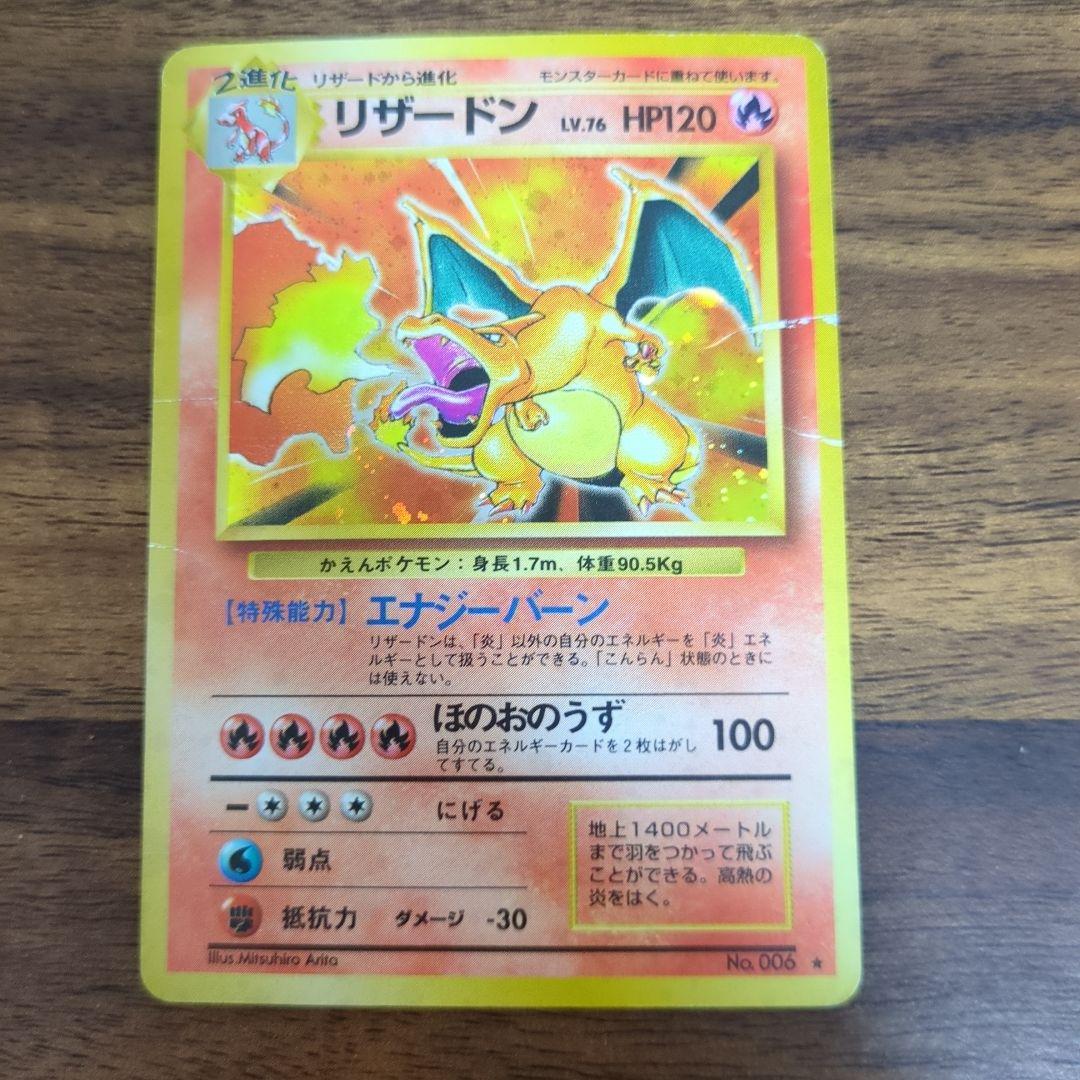 2進化 リザードから進化 モンスターカードに重ねて使います。
リザードン LV.76 HP120
かえんポケモン：身長1.7m、体重90.5Kg
【特殊能力】 エナジーバーン
リザードンは、「炎」以外の自分のエネルギーを「炎」エネ
ルギーとして扱うことができる。「こんらん」状態のときに
は使えない。
ほのおのうず 100
自分のエネルギーカードを2枚はがし
てすてる。
にげる
弱点
抵抗力 ダメージ -30
地上1400メートル
まで羽をつかって飛ぶ
ことができる。高熱の
炎をはく。
Illus.Mitsuhiro Arita No. 006 ★